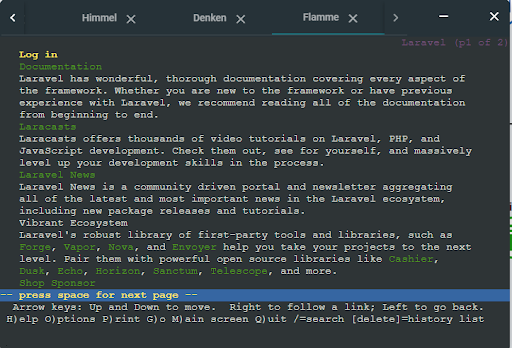 Himmel
Denken
Flamme
Laravel (p1 of 2)
Log in
Documentation
Laravel has wonderful, thorough documentation covering every aspect of
the framework. Whether you are new to the framework or have previous
experience with Laravel, we recommend reading all of the documentation
from beginning to end.
Laracasts
Laracasts offers thousands of video tutorials on Laravel, PHP, and
JavaScript development. Check them out, see for yourself, and massively
level up your development skills in the process.
Laravel News
Laravel News is a community driven portal and newsletter aggregating
all of the latest and most important news in the Laravel ecosystem,
including new package releases and tutorials.
Vibrant Ecosystem
Laravel's robust library of first-party tools and libraries, such as
Forge, Vapor, Nova, and Envoyer help you take your projects to the next
level. Pair them with powerful open source libraries like Cashier,
Dusk, Echo, Horizon, Sanctum, Telescope, and more.
Shop Sponsor
-- press space for next page --
Arrow keys: Up and Down to move. Right to follow a link; Left to go back.
H)elp O)ptions P)rint G)o M)ain screen Q)uit /=search [delete]=history list